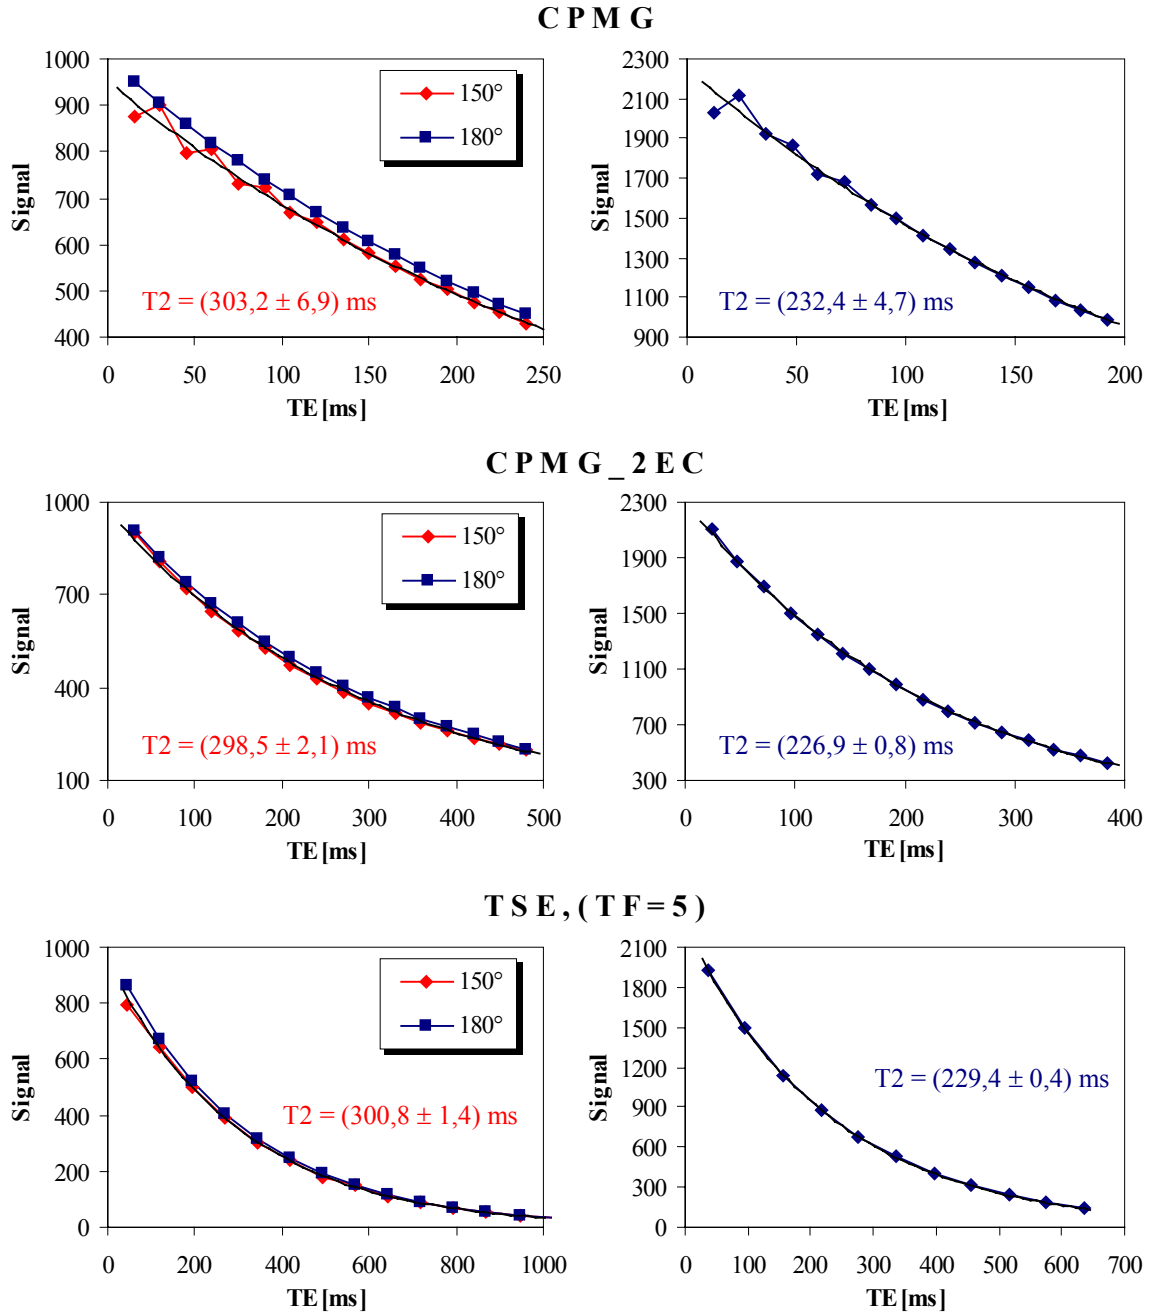 CPMG
1000
900
800
700
600
500
400
0 50 100 150 200 250
Signal
TE [ms]
150°
180°
T2 = (303,2 ± 6,9) ms
2300
2100
1900
1700
1500
1300
1100
900
0 50 100 150 200
Signal
TE [ms]
T2 = (232,4 ± 4,7) ms
CPMG_2EC
1000
700
400
100
0 100 200 300 400 500
Signal
TE [ms]
150°
180°
T2 = (298,5 ± 2,1) ms
2300
1900
1500
1100
700
300
0 100 200 300 400
Signal
TE [ms]
T2 = (226,9 ± 0,8) ms
TSE, (TF=5)
1000
800
600
400
200
0
0 200 400 600 800 1000
Signal
TE [ms]
150°
180°
T2 = (300,8 ± 1,4) ms
2100
1800
1500
1200
900
600
300
0
0 100 200 300 400 500 600 700
Signal
TE [ms]
T2 = (229,4 ± 0,4) ms